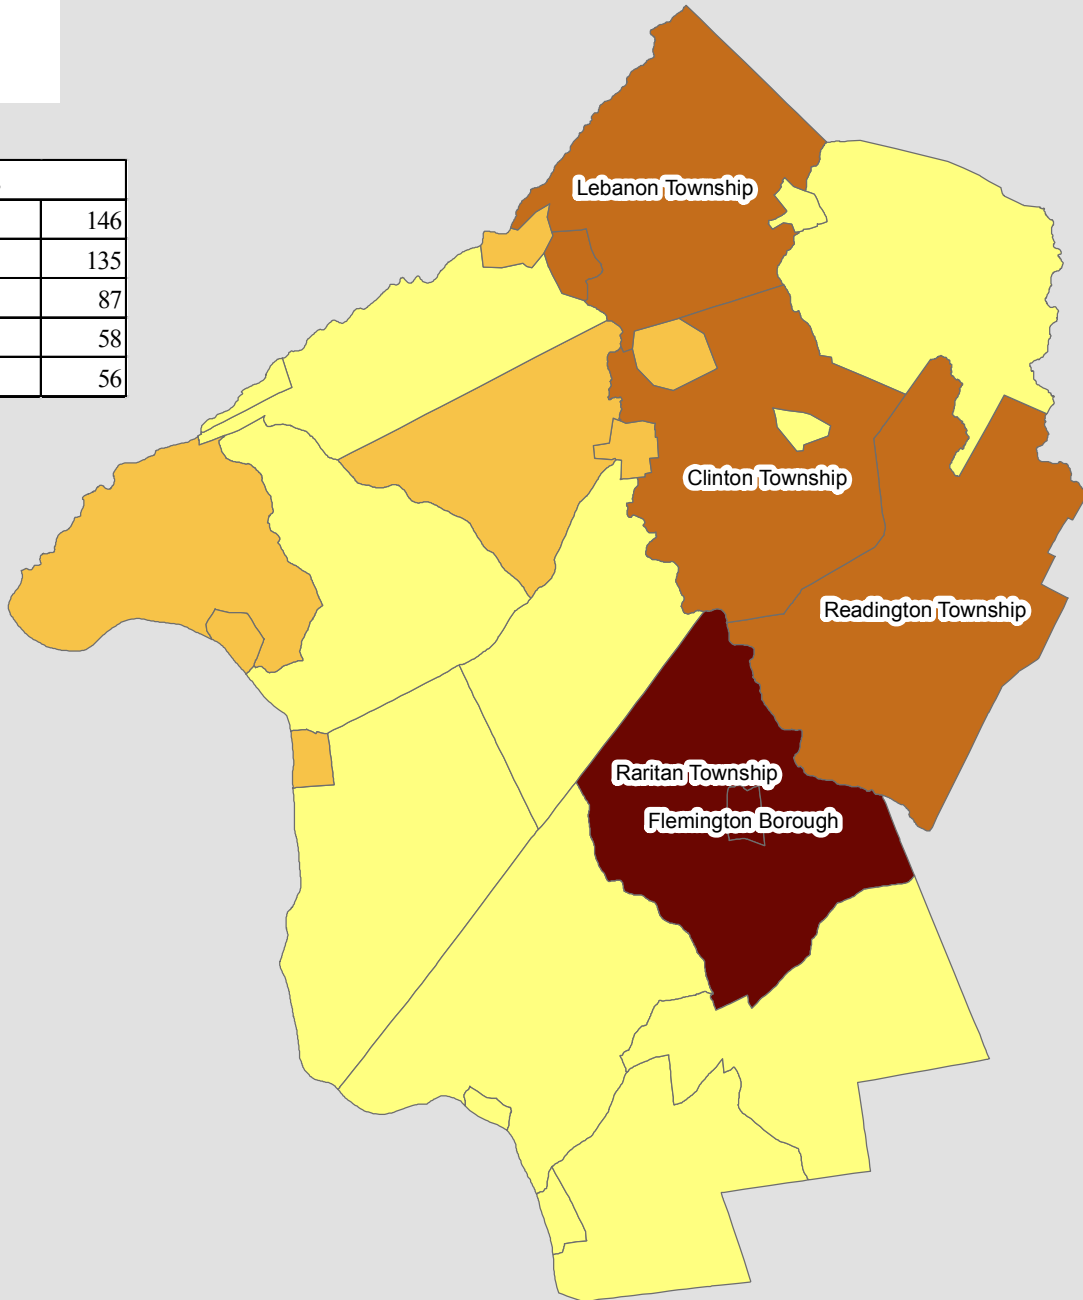 146
135
87
58
56
Lebanon Township
Clinton Township
Readington Township
Raritan Township
Flemington Borough